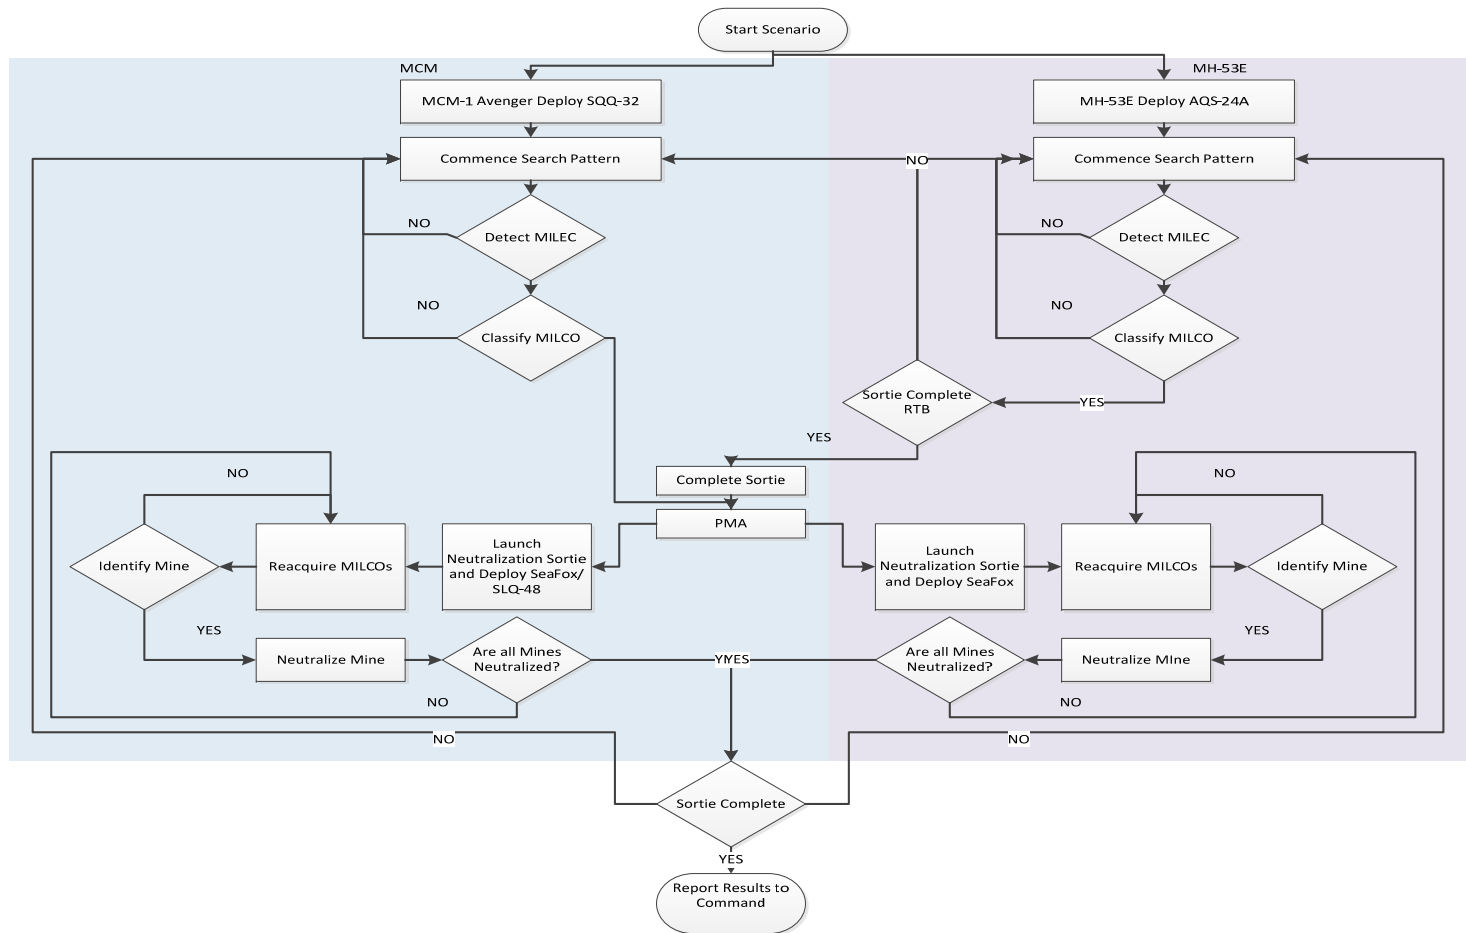 Start Scenario
MCM
MH-53E
MCM-1 Avenger Deploy SQQ-32
MH-53E Deploy AQS-24A
Commence Search Pattern
NO
Commence Search Pattern
NO
Detect MILEC
NO
Detect MILEC
NO
Classify MILCO
NO
Classify MILCO
Sortie Complete
RTB
YES
YES
Complete Sortie
PMA
NO
NO
Identify Mine
Reacquire MILCOs
Launch
Neutralization Sortie
and Deploy SeaFox/
SLQ-48
Launch
Neutralization Sortie
and Deploy SeaFox
Reacquire MILCOs
Identify Mine
YES
YES
Neutralize Mine
Are all Mines
Neutralized?
YIYES
Are all Mines
Neutralized?
Neutralize MIne
NO
NO
NO
NO
Sortie Complete
YES
Report Results to
Command